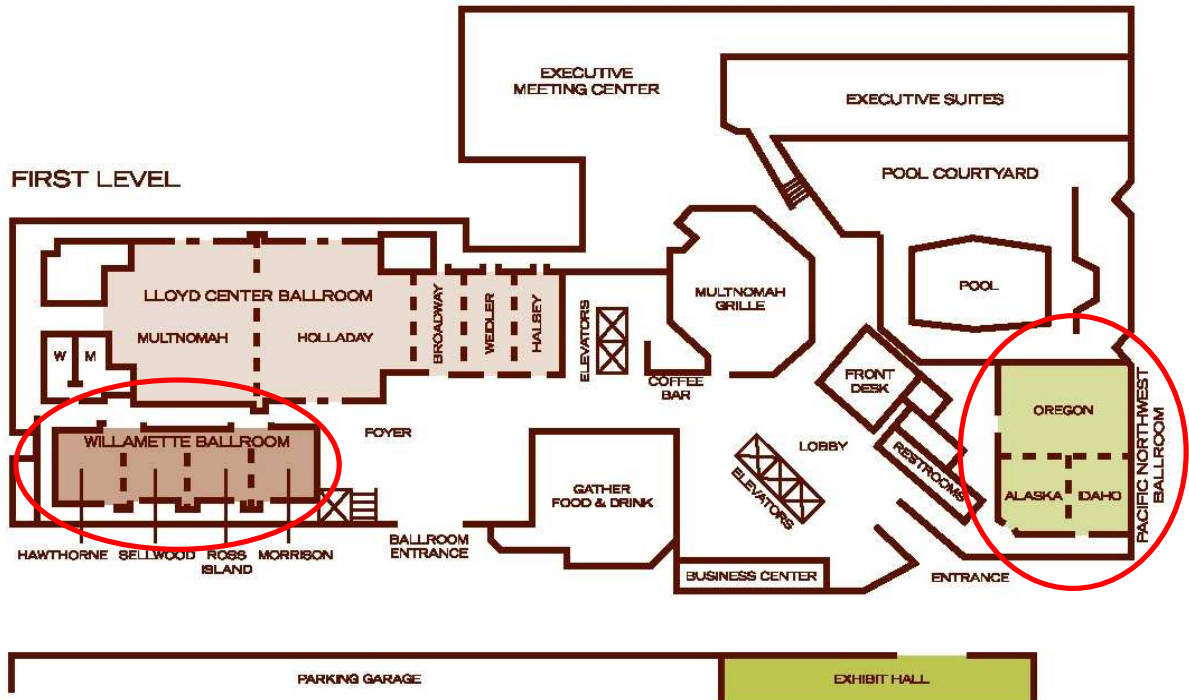 EXECUTIVE
MEETING CENTER
EXECUTIVE SUITES
FIRST LEVEL
POOL COURTYARD
LLOYD CENTER BALLROOM
MULTNOMAH
HOLLADAY
BROADWAY
WEIDLER
HALSEY
ELEVATORS
MULTNOMAH
GRILLE
POOL
W
M
COFFEE
BAR
FRONT
DESK
OREGON
PACIFIC NORTHWEST
BALLROOM
WILLAMETTE BALLROOM
FOYER
LOBBY
RESTROOMS
ELEVATORS
GATHER
FOOD & DRINK
ALASKA
IDAHO
HAWTHORNE
SELLWOOD
ROSS
ISLAND
MORRISON
BALLROOM
ENTRANCE
BUSINESS CENTER
ENTRANCE
PARKING GARAGE
EXHIBIT HALL